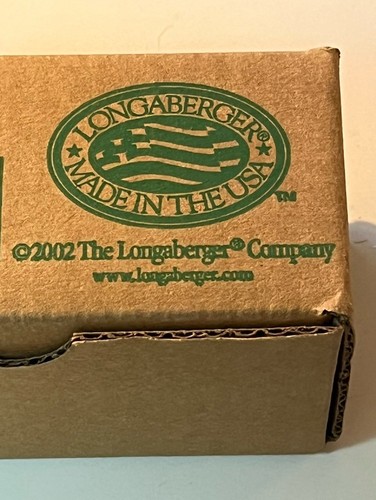 LONGABERGER®
★ MADE IN THE USA ★ ™
©2002 The Longaberger® Company
www.longaberger.com